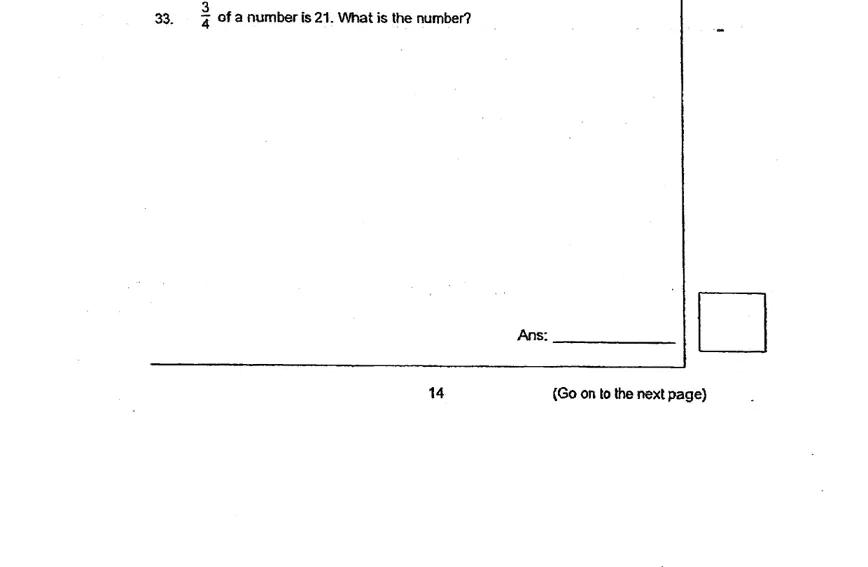 33. 3/4 of a number is 21. What is the number?
Ans:
14 (Go on to the next page)